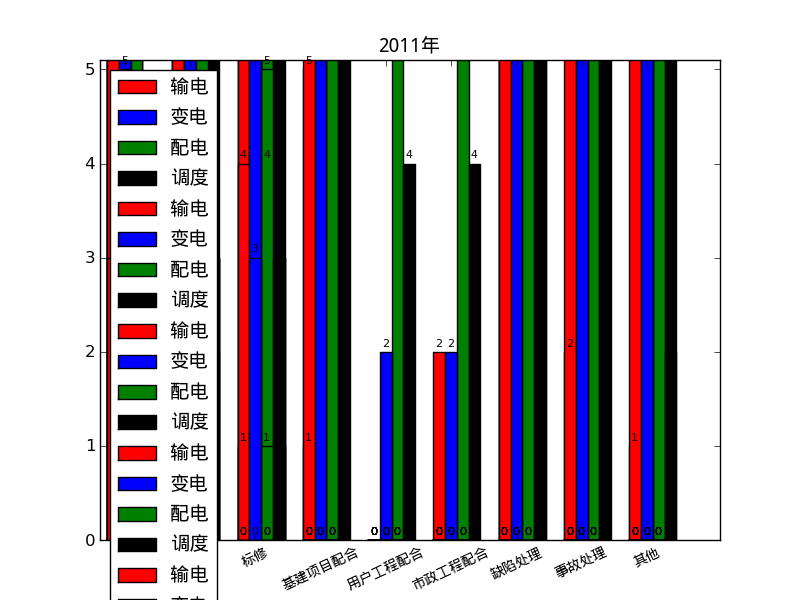 2011年
5
4
3
2
1
0
输电
变电
配电
调度
输电
变电
配电
调度
输电
变电
配电
调度
输电
变电
配电
调度
输电
5
5
5
4
4
4
4
3
2
2
2
2
1
1
1
1
0 0 0
0 0 0
0 0 0
0 0 0
0 0 0
0 0 0
0 0 0
标修
基建项目配合
用户工程配合
市政工程配合
缺陷处理
事故处理
其他